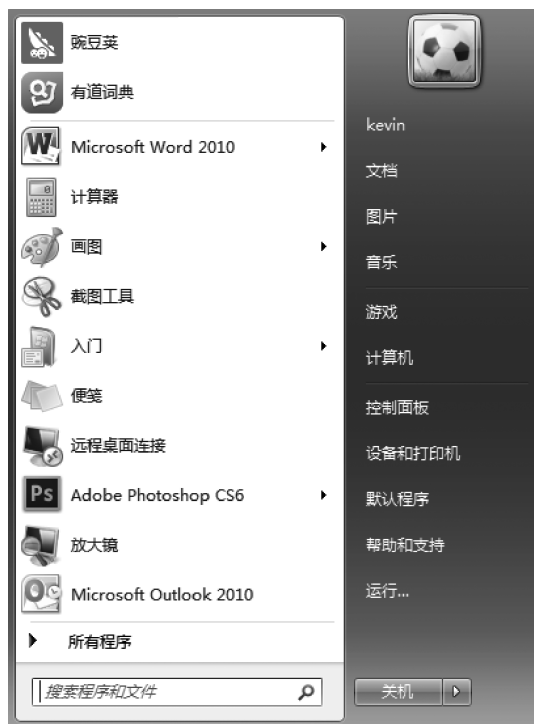 豌豆荚
有道词典
Microsoft Word 2010
计算器
画图
截图工具
入门
便笺
远程桌面连接
Ps
Adobe Photoshop CS6
放大镜
Microsoft Outlook 2010
所有程序
搜索程序和文件
kevin
文档
图片
音乐
游戏
计算机
控制面板
设备和打印机
默认程序
帮助和支持
运行...
关机